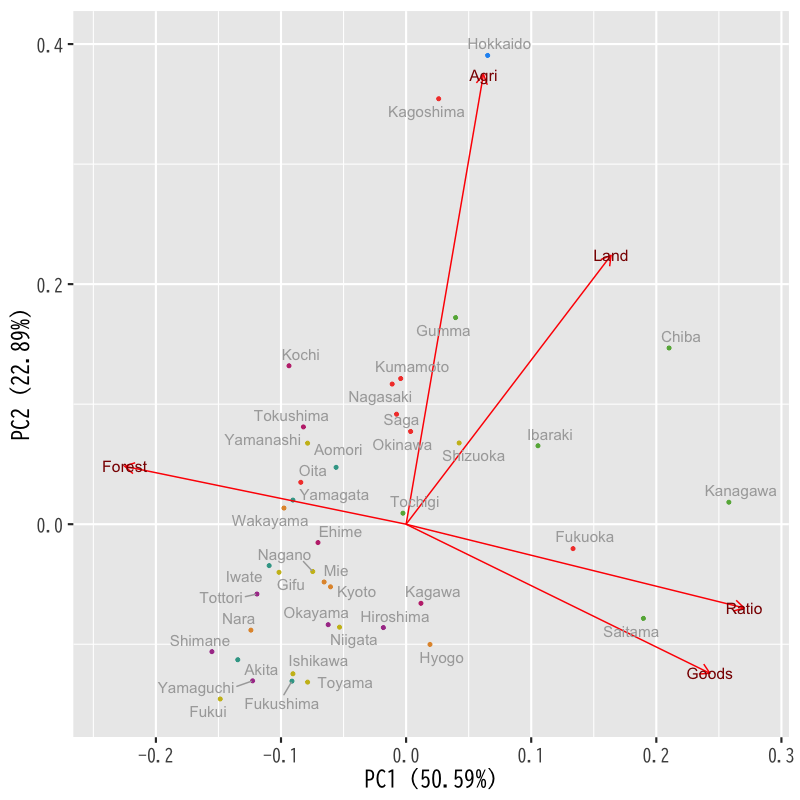 0.4
Hokkaido
Agri
Kagoshima
Land
0.2
Gumma
Chiba
Kochi
Kumamoto
Nagasaki
Tokushima
Saga
Yamanashi
Okinawa
Ibaraki
Aomori
Shizuoka
Forest
Oita
Yamagata
Tochigi
Kanagawa
0.0
Wakayama
Ehime
Fukuoka
Nagano
Iwate
Gifu
Mie
Kyoto
Kagawa
Tottori
Ratio
Okayama
Hiroshima
Nara
Niigata
Saitama
Shimane
Ishikawa
Hyogo
Akita
Goods
Yamaguchi
Toyama
Fukushima
Fukui
-0.2
-0.1
0.0
0.1
0.2
0.3
PC1 (50.59%)
PC2 (22.89%)